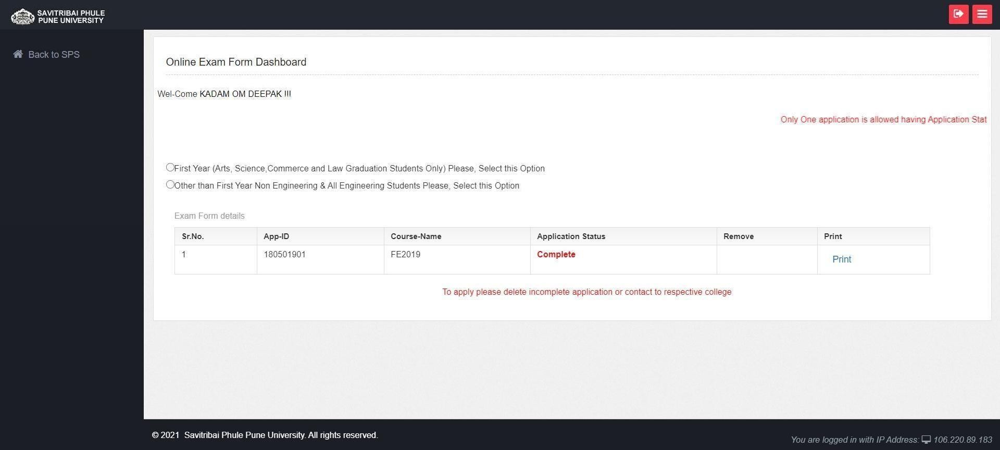 SAVITRIBAI PHULE
PUNE UNIVERSITY
Back to SPS
Online Exam Form Dashboard
Wel-Come KADAM OM DEEPAK !!!
Only One application is allowed having Application Stat
First Year (Arts, Science,Commerce and Law Graduation Students Only) Please, Select this Option
Other than First Year Non Engineering & All Engineering Students Please, Select this Option
Exam Form details
Sr.No. App-ID Course-Name Application Status Remove Print
1 180501901 FE2019 Complete Print
To apply please delete incomplete application or contact to respective college
© 2021 Savitribai Phule Pune University. All rights reserved.
You are logged in with IP Address: 106.220.89.183